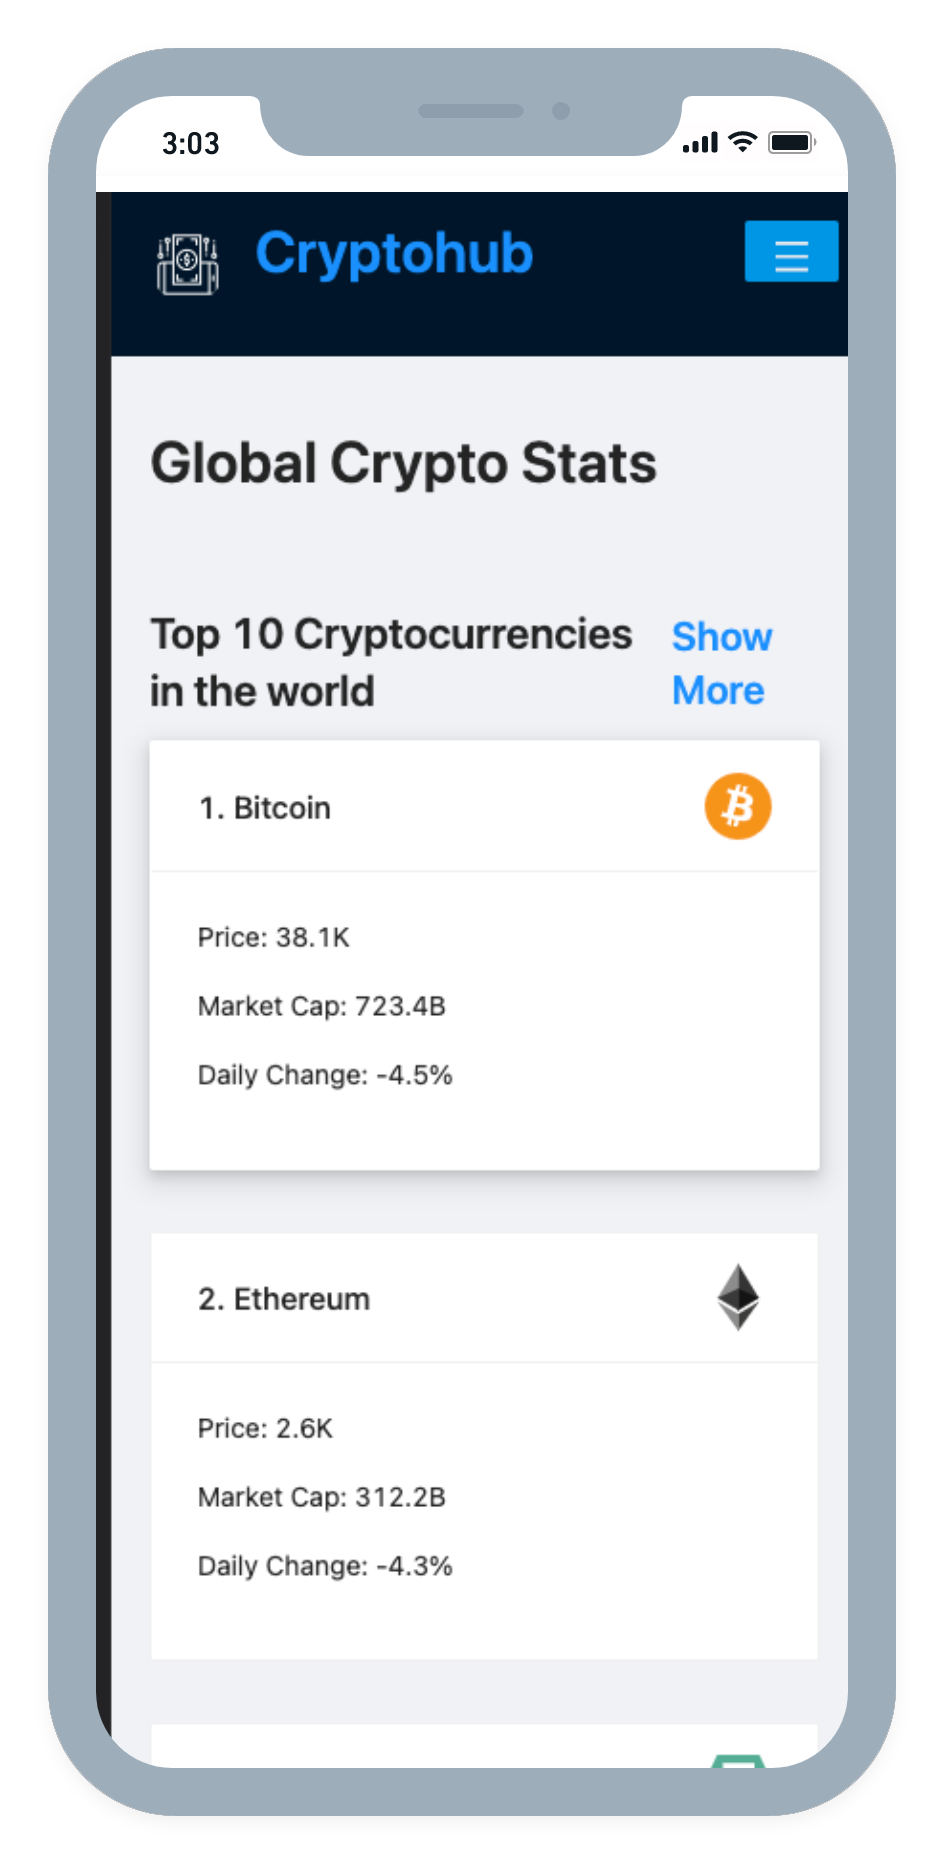 3:03
Cryptohub
Global Crypto Stats
Top 10 Cryptocurrencies
in the world
Show
More
1. Bitcoin
Price: 38.1K
Market Cap: 723.4B
Daily Change: -4.5%
2. Ethereum
Price: 2.6K
Market Cap: 312.2B
Daily Change: -4.3%